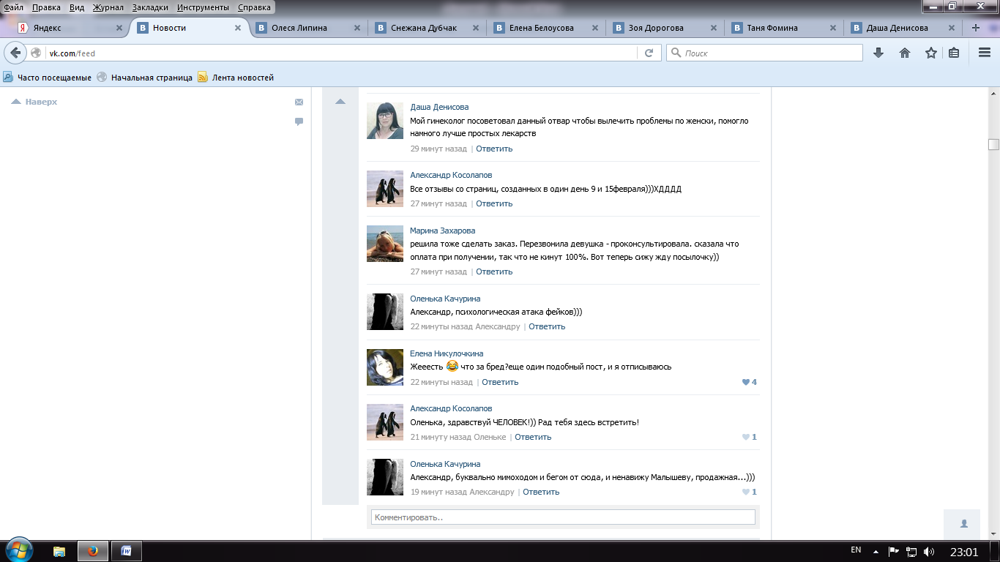 Файл Правка Вид Журнал Закладки Инструменты Справка
Яндекс
Новости
Олеся Липина
Снежана Дубчак
Елена Белоусова
Зоя Дорогова
Таня Фомина
Даша Денисова
vk.com/feed
Поиск
Часто посещаемые Начальная страница Лента новостей
Наверх
Даша Денисова
Мой гинеколог посоветовал данный отвар чтобы вылечить проблемы по женски, помогло
намного лучше простых лекарств
29 минут назад | Ответить
Александр Косолапов
Все отзывы со страниц, созданных в один день 9 и 15февраля)))ХДДДД
27 минут назад | Ответить
Марина Захарова
решила тоже сделать заказ. Перезвонила девушка - проконсультировала. сказала что
оплата при получении, так что не кинут 100%. Вот теперь сижу жду посылочку))
27 минут назад | Ответить
Оленька Качурина
Александр, психологическая атака фейков)))
22 минуты назад Александру | Ответить
Елена Никулочкина
Жееесть 😂 что за бред?еще один подобный пост, и я отписываюсь
22 минуты назад | Ответить 4
Александр Косолапов
Оленька, здравствуй ЧЕЛОВЕК!)) Рад тебя здесь встретить!
21 минуту назад Оленьке | Ответить 1
Оленька Качурина
Александр, буквально мимоходом и бегом от сюда, и ненавижу Малышеву, продажная...)))
19 минут назад Александру | Ответить 1
Комментировать..
EN 23:01